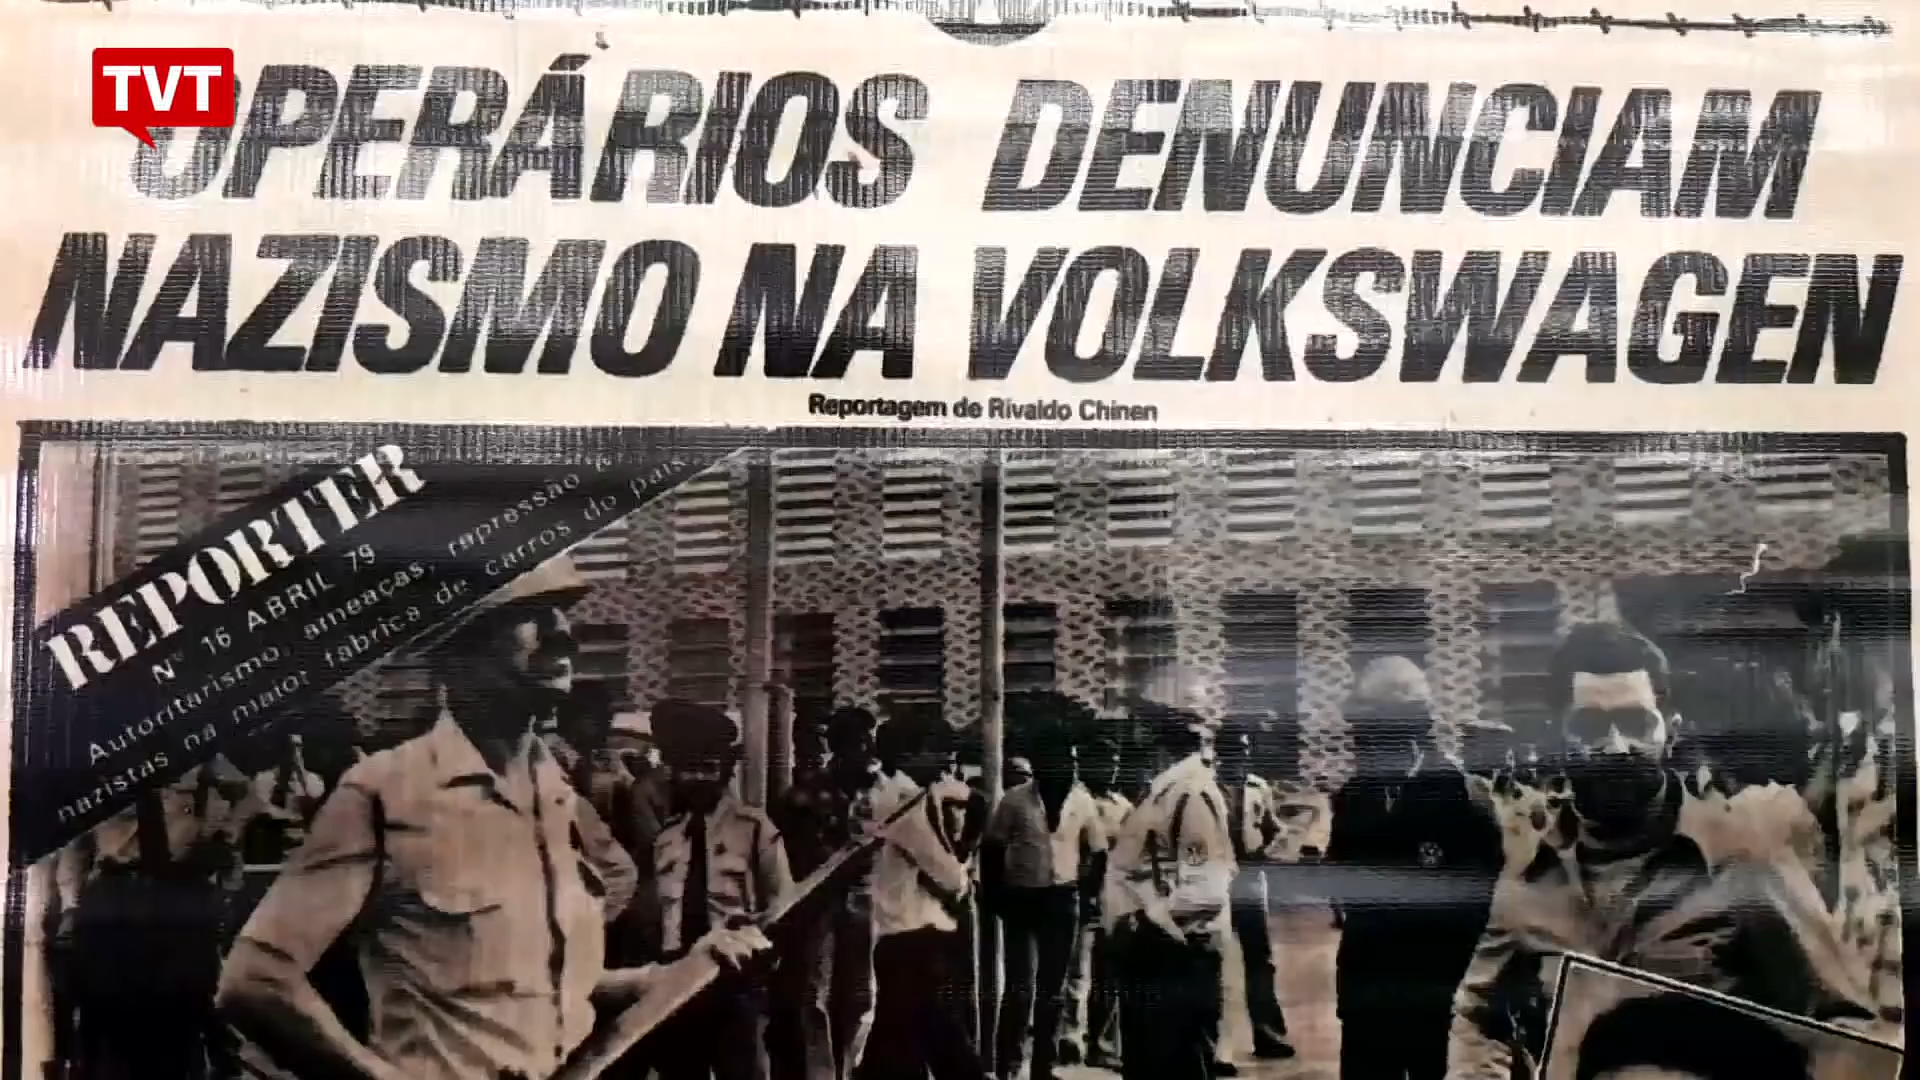 TVT
OPERÁRIOS DENUNCIAM
NAZISMO NA VOLKSWAGEN
Reportagem de Rivaldo Chinen
REPORTER
Nº 16 ABRIL 79
Autoritarismo, ameaças, repressão
nazistas na maior fábrica de carros do país.